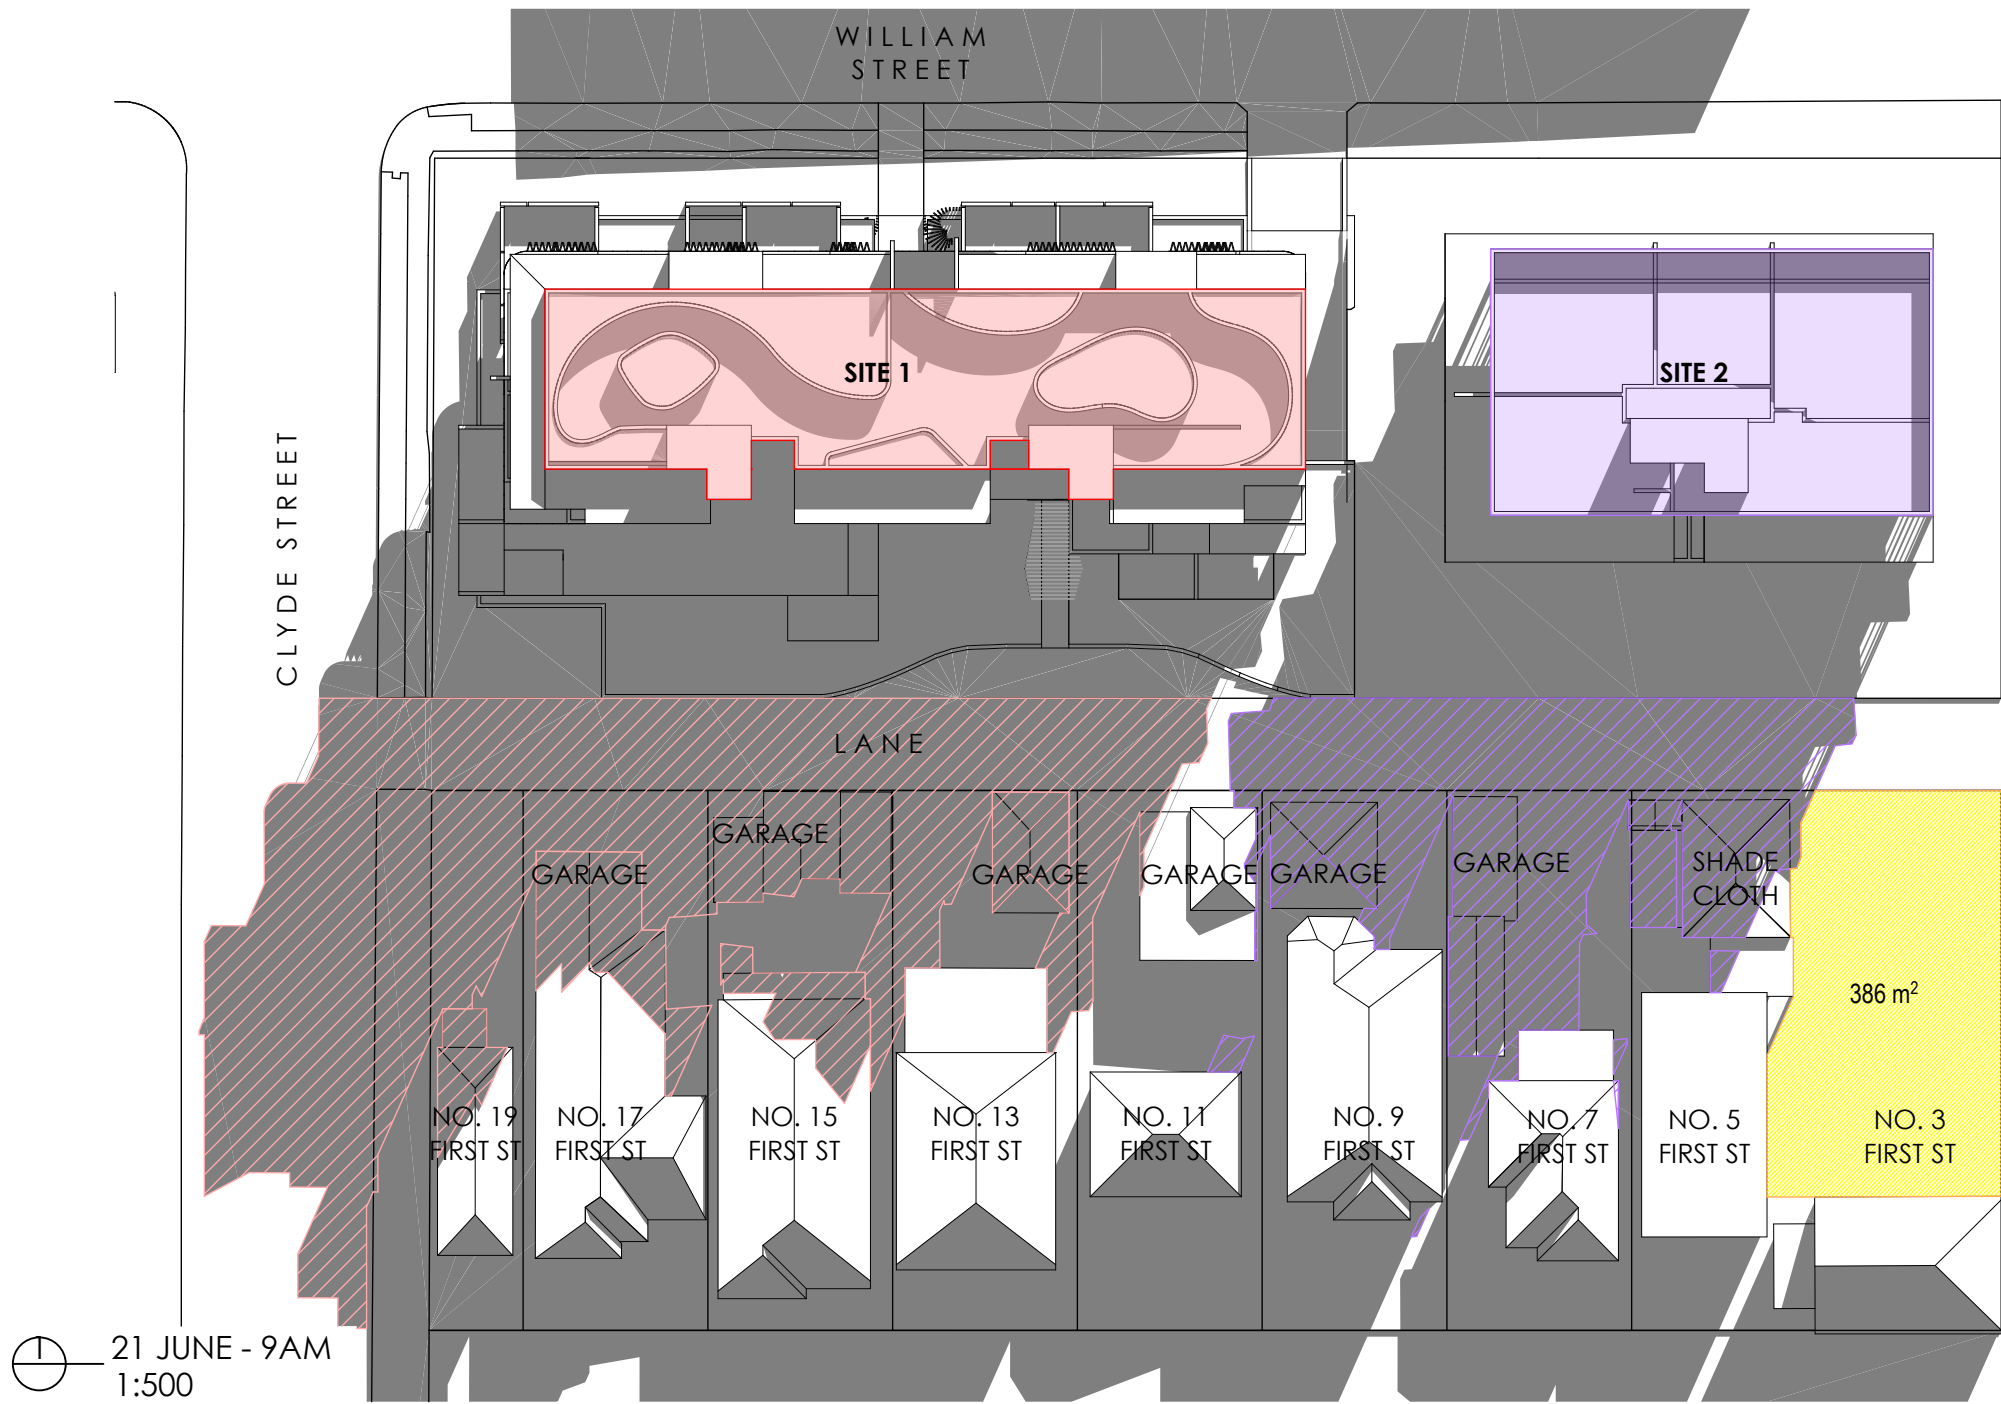 WILLIAM
STREET
SITE 1
SITE 2
CLYDE STREET
LANE
GARAGE
GARAGE
GARAGE
GARAGE
GARAGE
GARAGE
SHADE
CLOTH
386 m²
NO. 19
FIRST ST
NO. 17
FIRST ST
NO. 15
FIRST ST
NO. 13
FIRST ST
NO. 11
FIRST ST
NO. 9
FIRST ST
NO. 7
FIRST ST
NO. 5
FIRST ST
NO. 3
FIRST ST
21 JUNE - 9AM
1:500